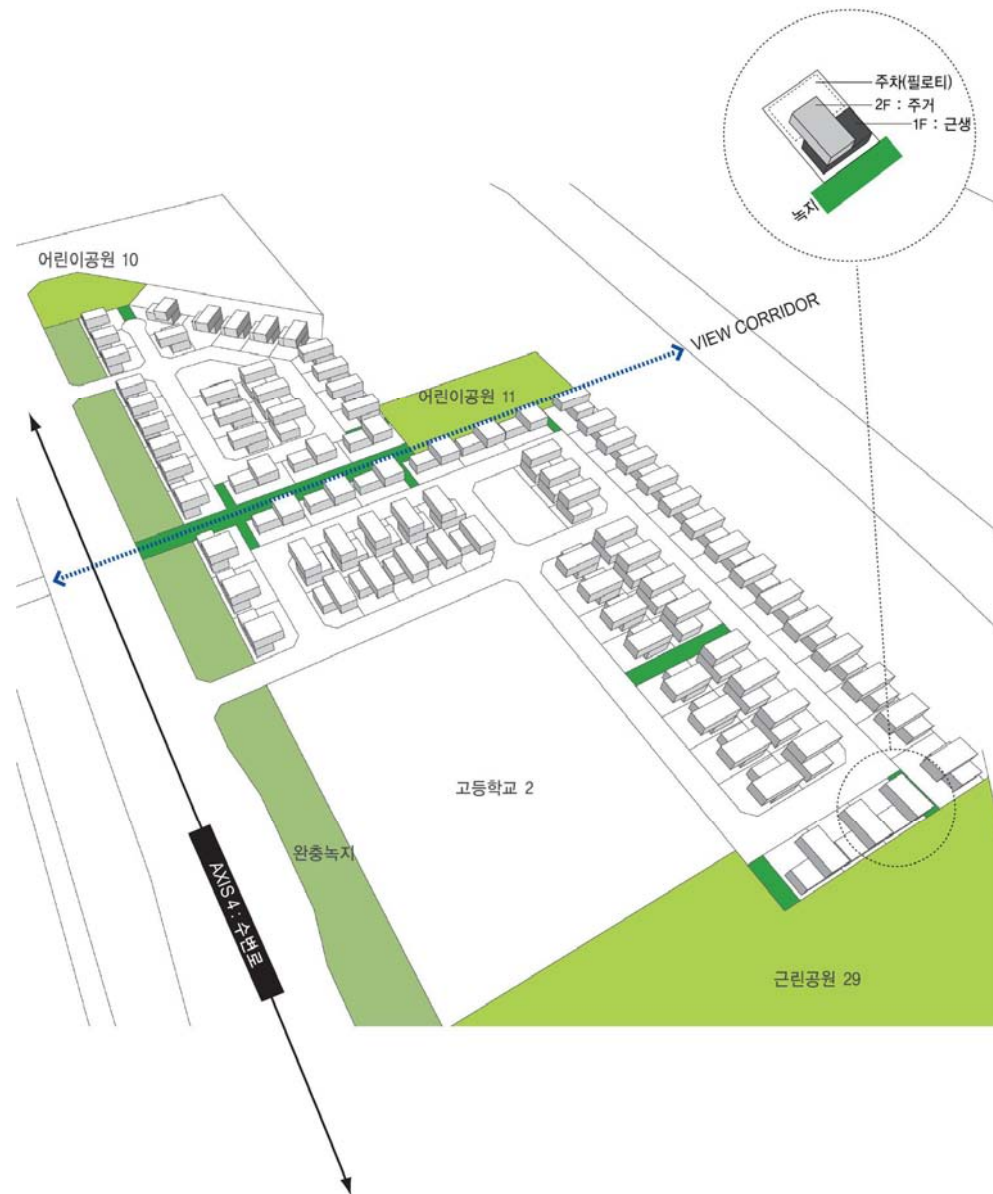 주차(필로티)
2F : 주거
1F : 근생
녹지
어린이공원 10
VIEW CORRIDOR
어린이공원 11
고등학교 2
완충녹지
AXIS 4 : 수변로
근린공원 29